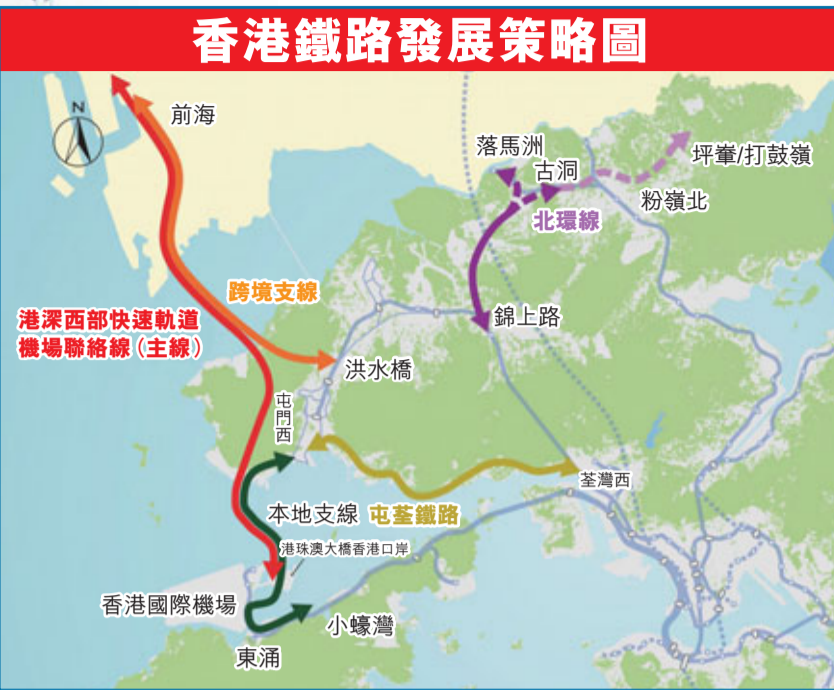 香港鐵路發展策略圖
N
前海
落馬洲
古洞
坪輋/打鼓嶺
粉嶺北
北環線
跨境支線
港深西部快速軌道
機場聯絡線(主線)
錦上路
洪水橋
屯門西
荃灣西
本地支線
屯荃鐵路
港珠澳大橋香港口岸
香港國際機場
小蠔灣
東涌